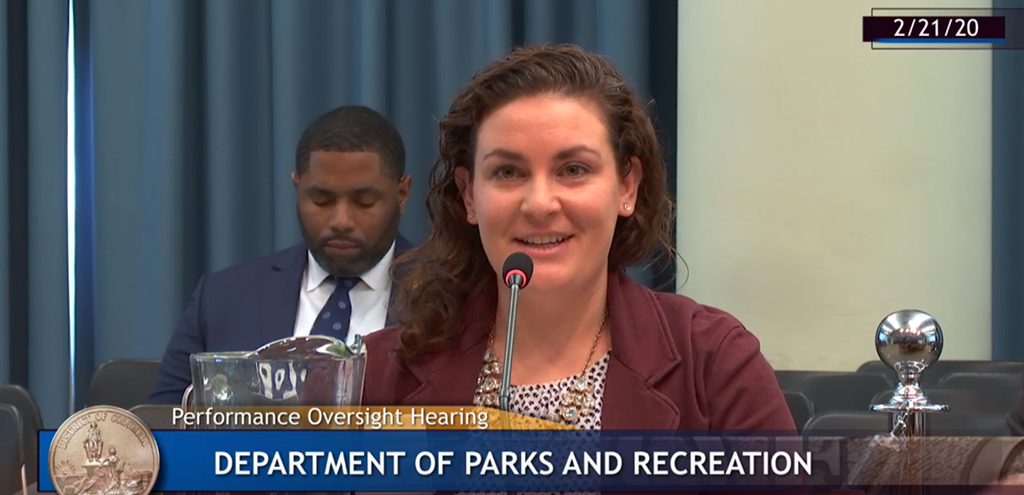 2/21/20
Performance Oversight Hearing
DEPARTMENT OF PARKS AND RECREATION